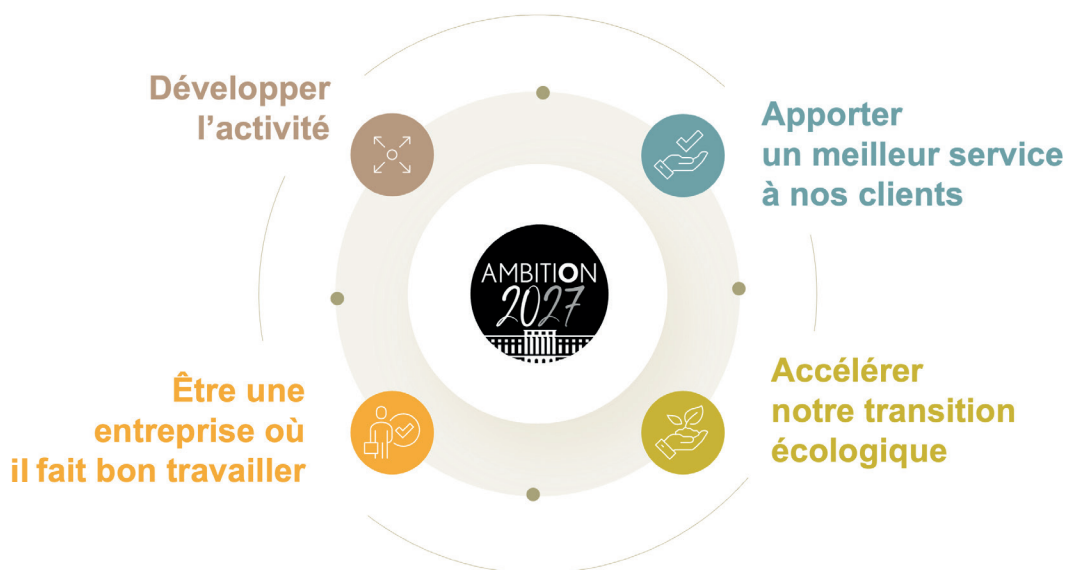 Développer
l’activité
Apporter
un meilleur service
à nos clients
AMBITION
2027
Être une
entreprise où
il fait bon travailler
Accélérer
notre transition
écologique